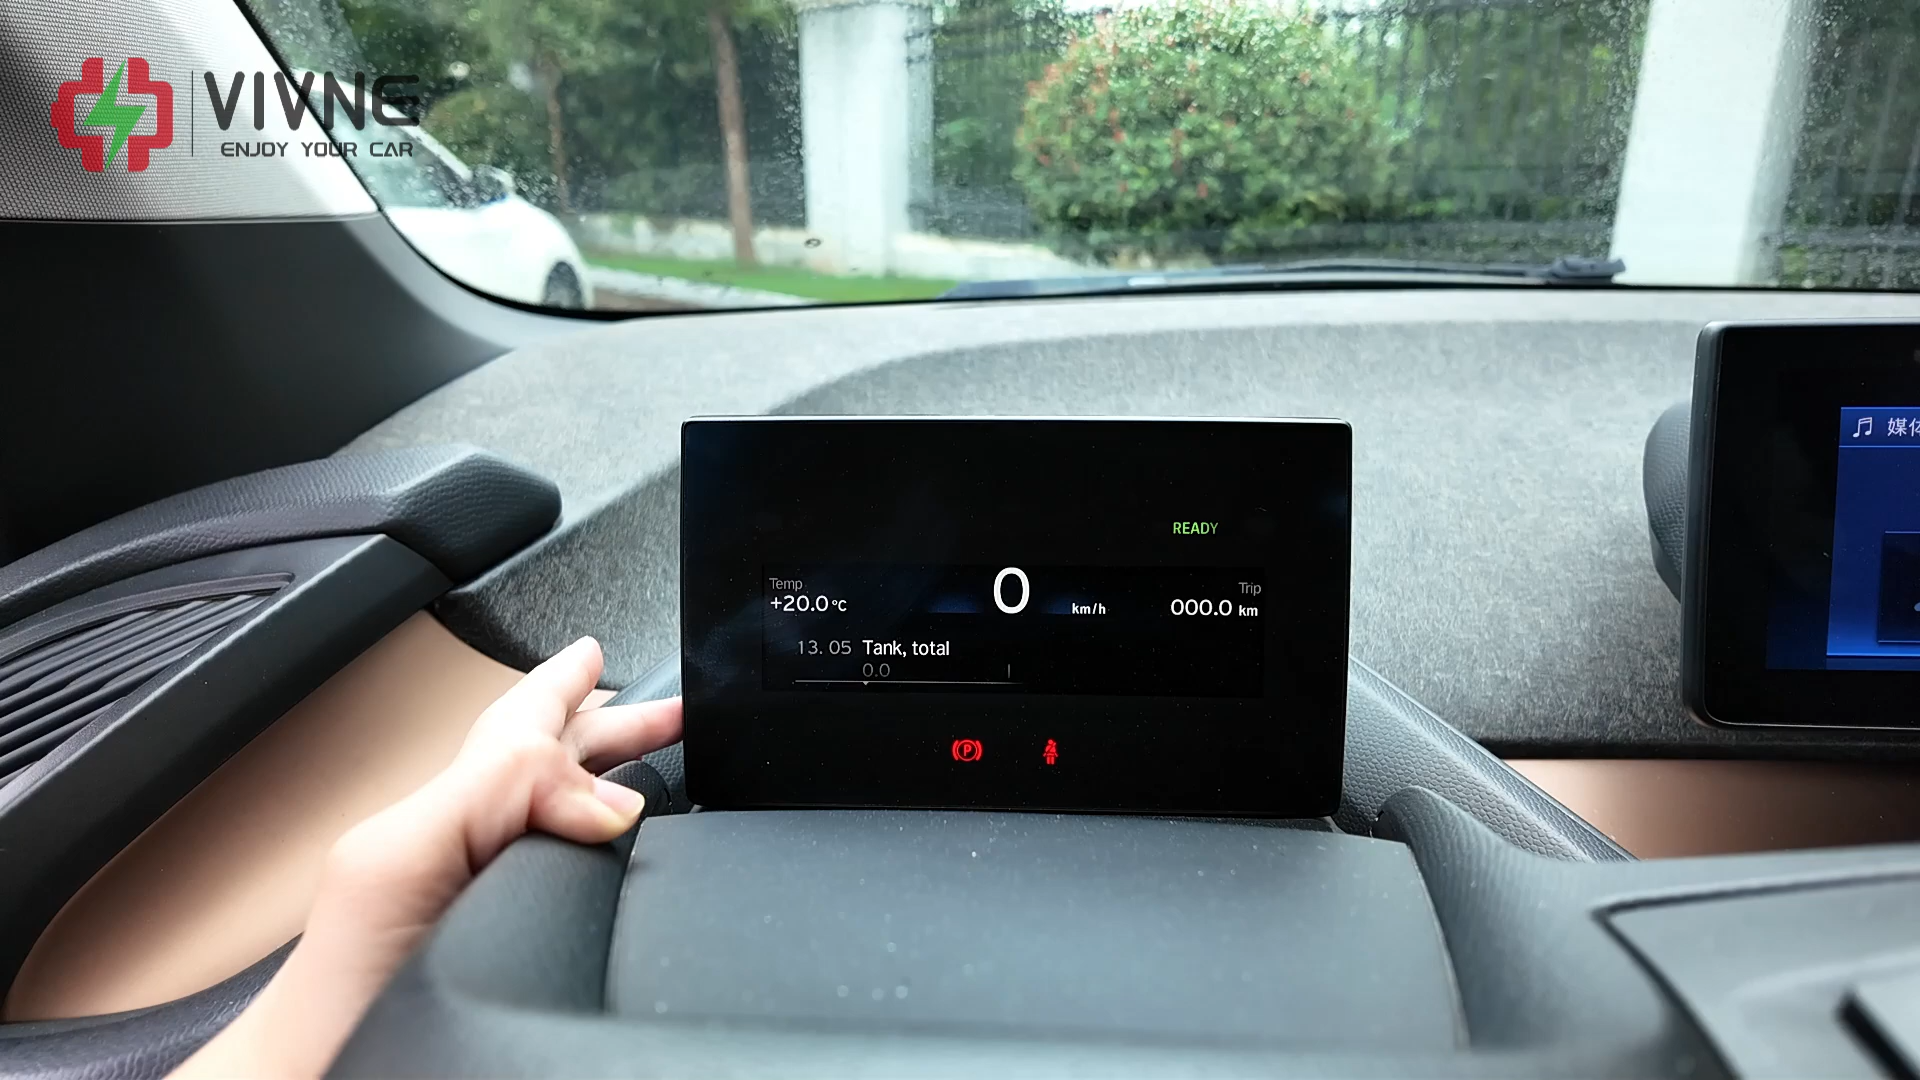 VIVNE
ENJOY YOUR CAR
媒体
READY
Temp
+20.0°C
0 km/h
Trip
000.0 km
13.05 Tank, total
0.0
P